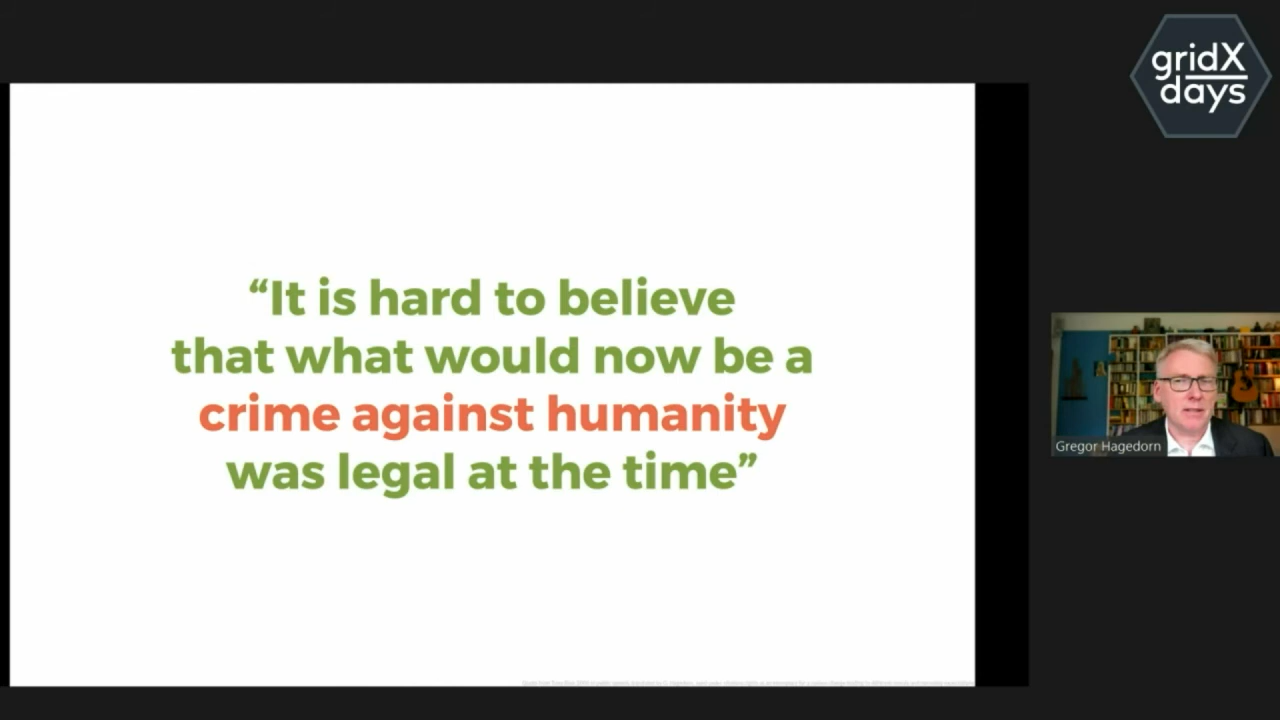 gridX
days
“It is hard to believe
that what would now be a
crime against humanity
was legal at the time”
Gregor Hagedorn